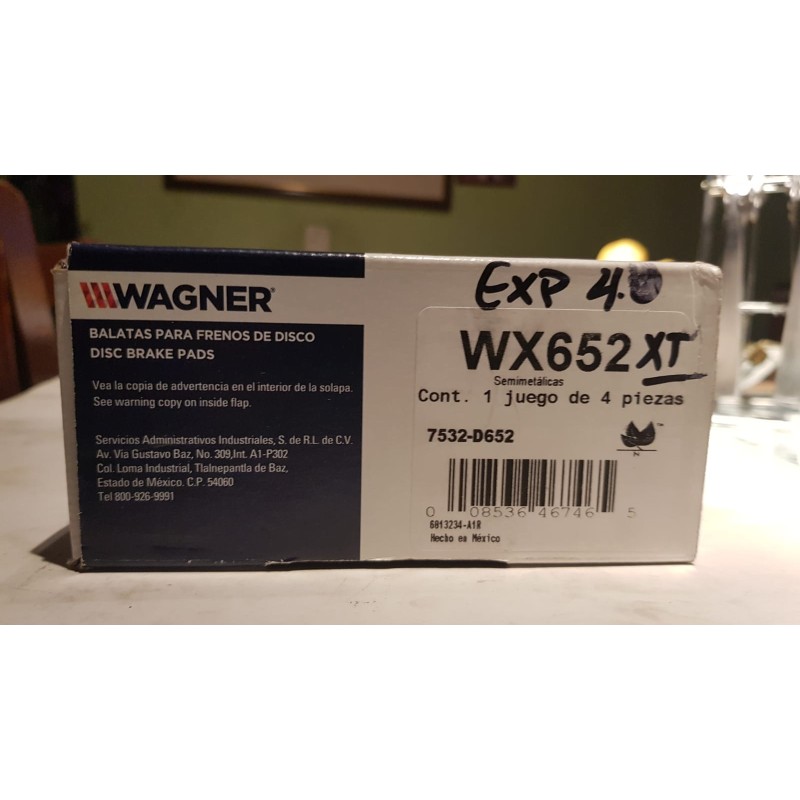 WAGNER
BALATAS PARA FRENOS DE DISCO
DISC BRAKE PADS
Vea la copia de advertencia en el interior de la solapa.
See warning copy on inside flap.
Servicios Administrativos Industriales, S. de R.L. de C.V.
Av. Vía Gustavo Baz, No. 309,Int. A1-P302
Col. Loma Industrial, Tlalnepantla de Baz,
Estado de México. C.P. 54060
Tel 800-926-9991
EXP 4.0
WX652 XT
Semimetálicas
Cont. 1 juego de 4 piezas
7532-D652
TM
N
0 08536 46746 5
6013234-A1R
Hecho en México